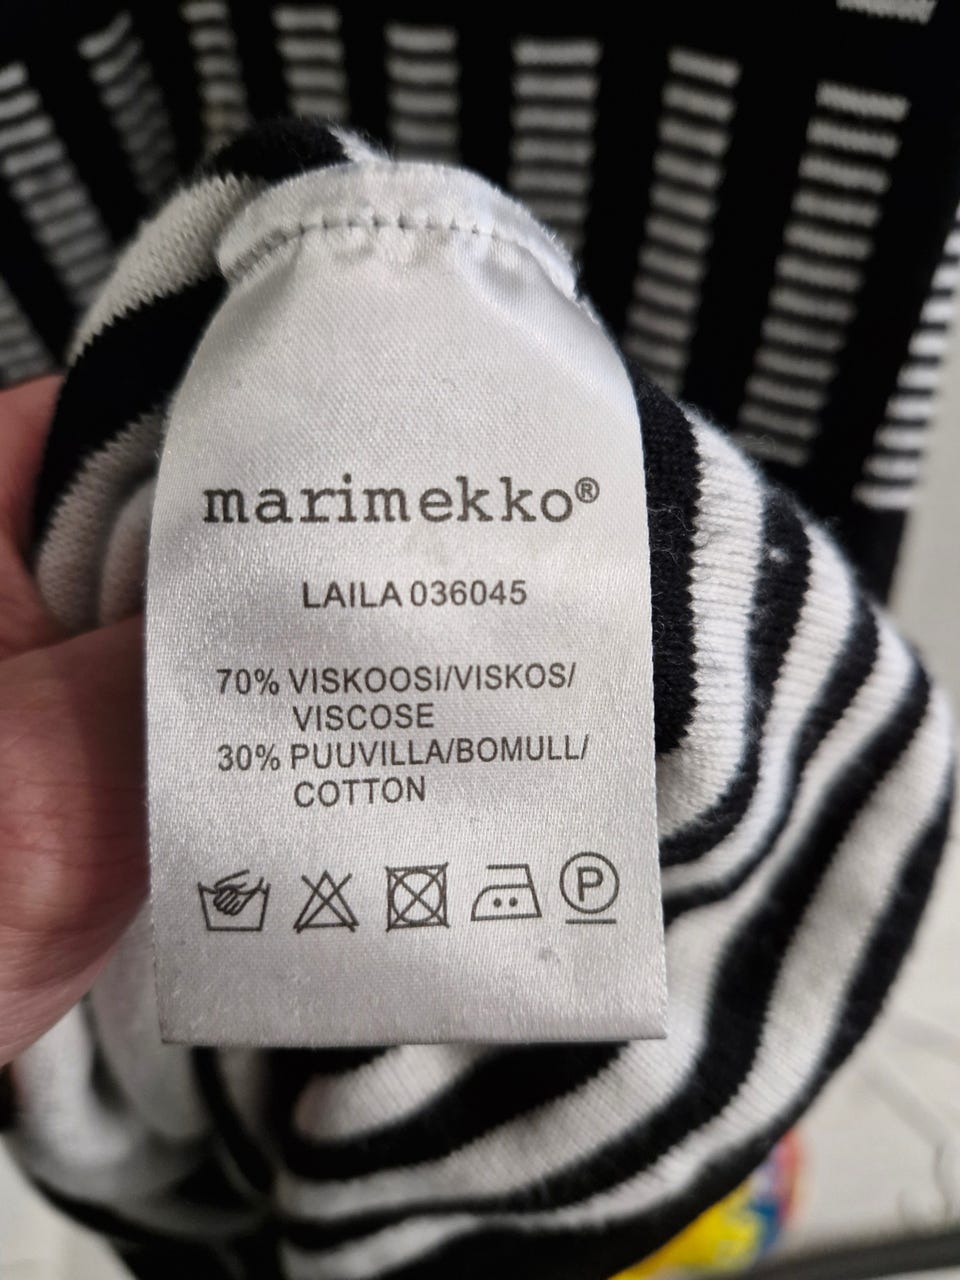 marimekko®
LAILA 036045
70% VISKOOSI/VISKOS/
VISCOSE
30% PUUVILLA/BOMULL/
COTTON
P